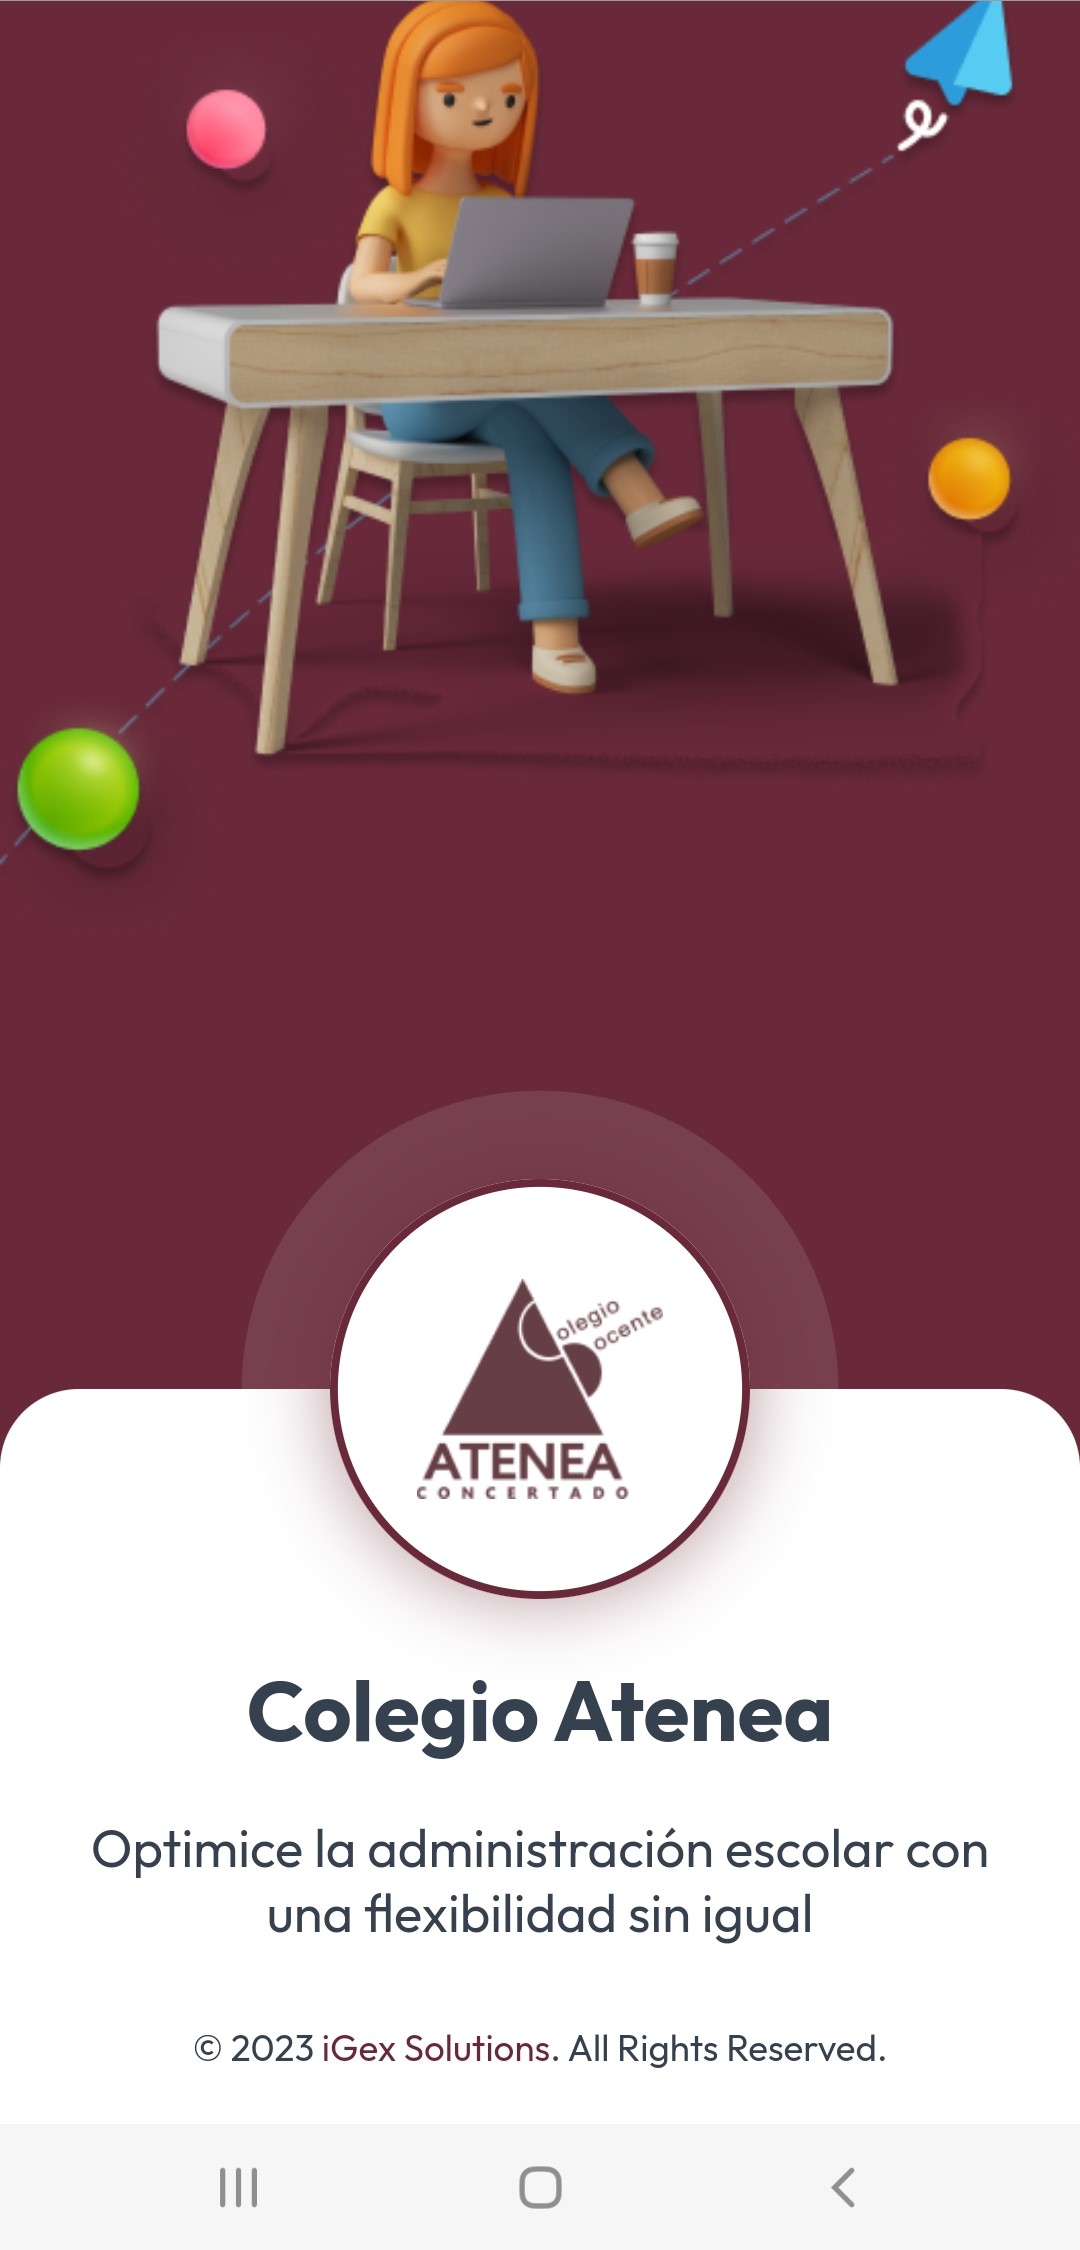 olegio
ocente
ATENEA
CONCERTADO
Colegio Atenea
Optimice la administración escolar con
una flexibilidad sin igual
© 2023 iGex Solutions. All Rights Reserved.